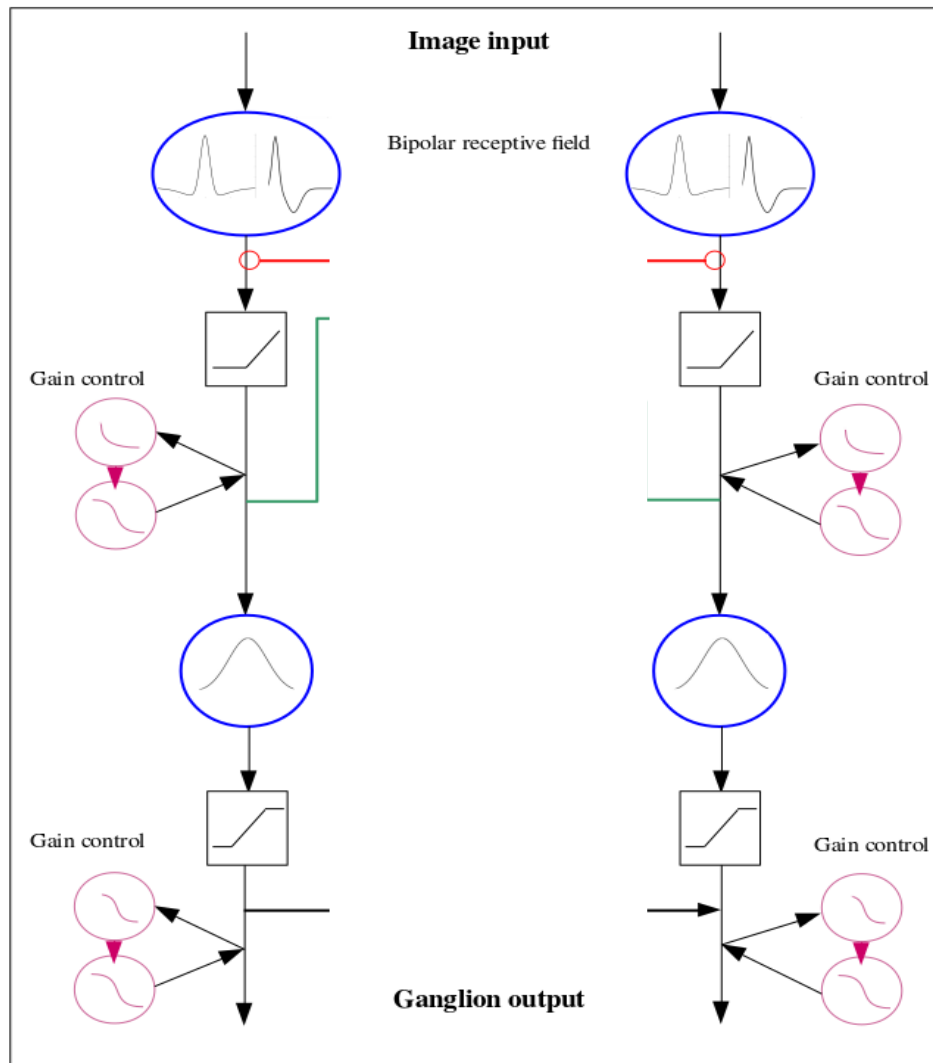 Image input
Bipolar receptive field
Gain control
Gain control
Gain control
Gain control
Ganglion output